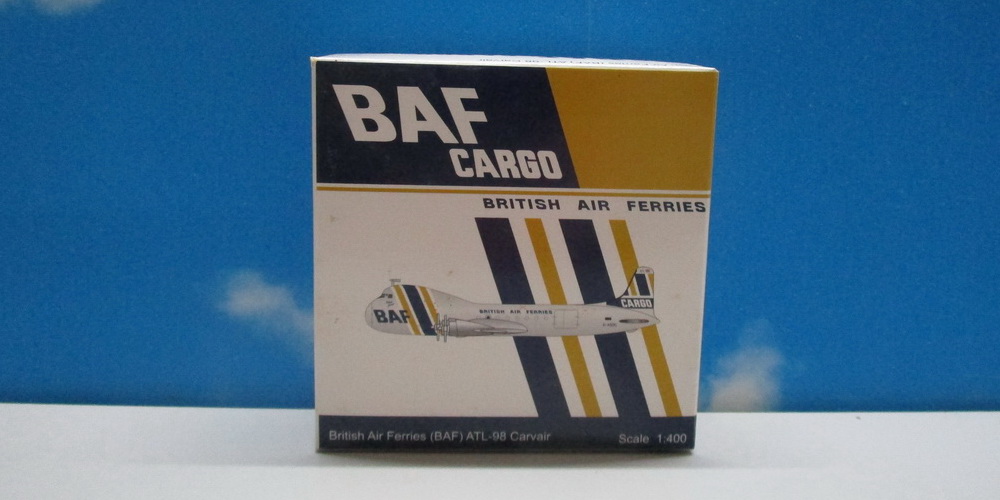 BAF
CARGO
BRITISH AIR FERRIES
BAF
BRITISH AIR FERRIES
CARGO
British Air Ferries (BAF) ATL-98 Carvair
Scale 1:400